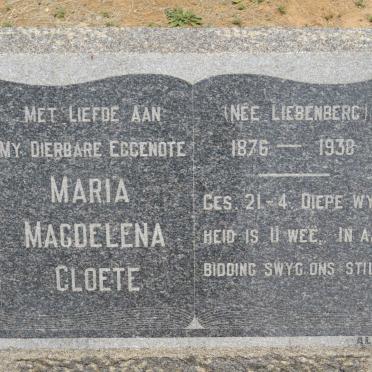 MET LIEFDE AAN
MY DIERBARE EGGENOTE
MARIA
MAGDELENA
CLOETE
(NÉE LIEBENBERG)
1876 — 1938
GES. 21-4. DIEPE WY
HEID IS U WEË, IN A
BIDDING SWYG ONS STIL